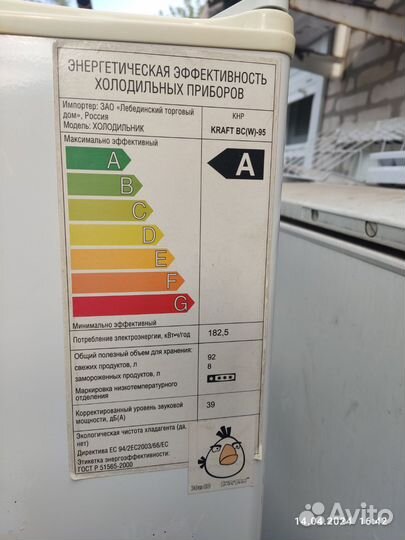 ЭНЕРГЕТИЧЕСКАЯ ЭФФЕКТИВНОСТЬ
ХОЛОДИЛЬНЫХ ПРИБОРОВ
Импортер: ЗАО «Лебединский торговый
дом», Россия
Модель: ХОЛОДИЛЬНИК
КНР
KRAFT BC(W)-95
Максимально эффективный
A
A
B
C
D
E
F
G
Минимально эффективный
Потребление электроэнергии, кВт•ч/год
182,5
Общий полезный объем для хранения:
свежих продуктов, л
92
замороженных продуктов, л
8
Маркировка низкотемпературного
отделения
Корректированный уровень звуковой
мощности, дБ(А)
39
Экологическая чистота хладагента (да,
нет)
Директива ЕС 94/2ЕС2003/66/ЕС
Этикетка энергоэффективности:
ГОСТ Р 51565-2000
14.04.2024 16:42
Avito